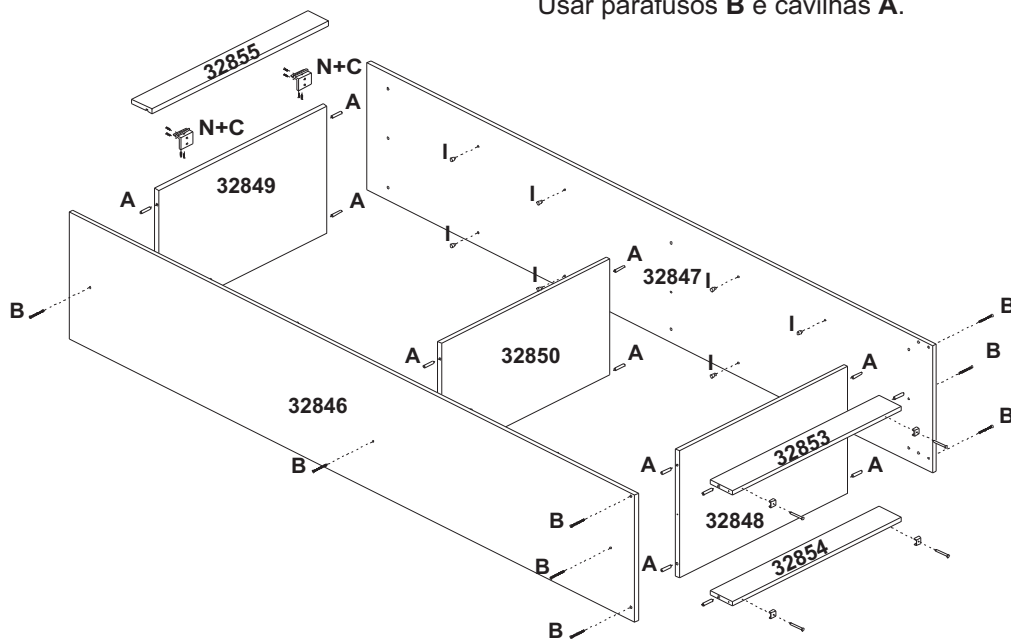 Usar parafusos B e cavilhas A.
32855
N+C
N+C
A
I
32849
I
A
A
I
A
I
32847
I
B
B
I
A
32850
A
I
A
B
32846
32853
B
B
A
A
B
32848
32854
B
A
B